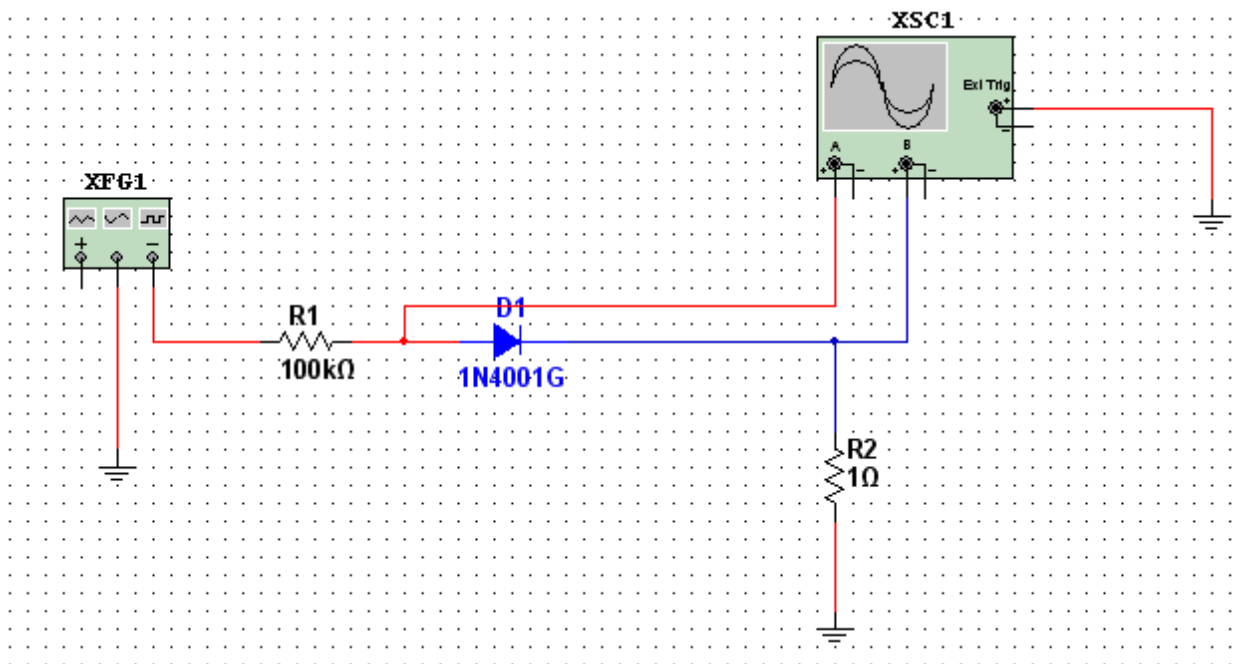 XSC1
Ext Trig
+
−
A
B
+ − + −
XFG1
+ −
R1
100kΩ
D1
1N4001G
R2
1Ω